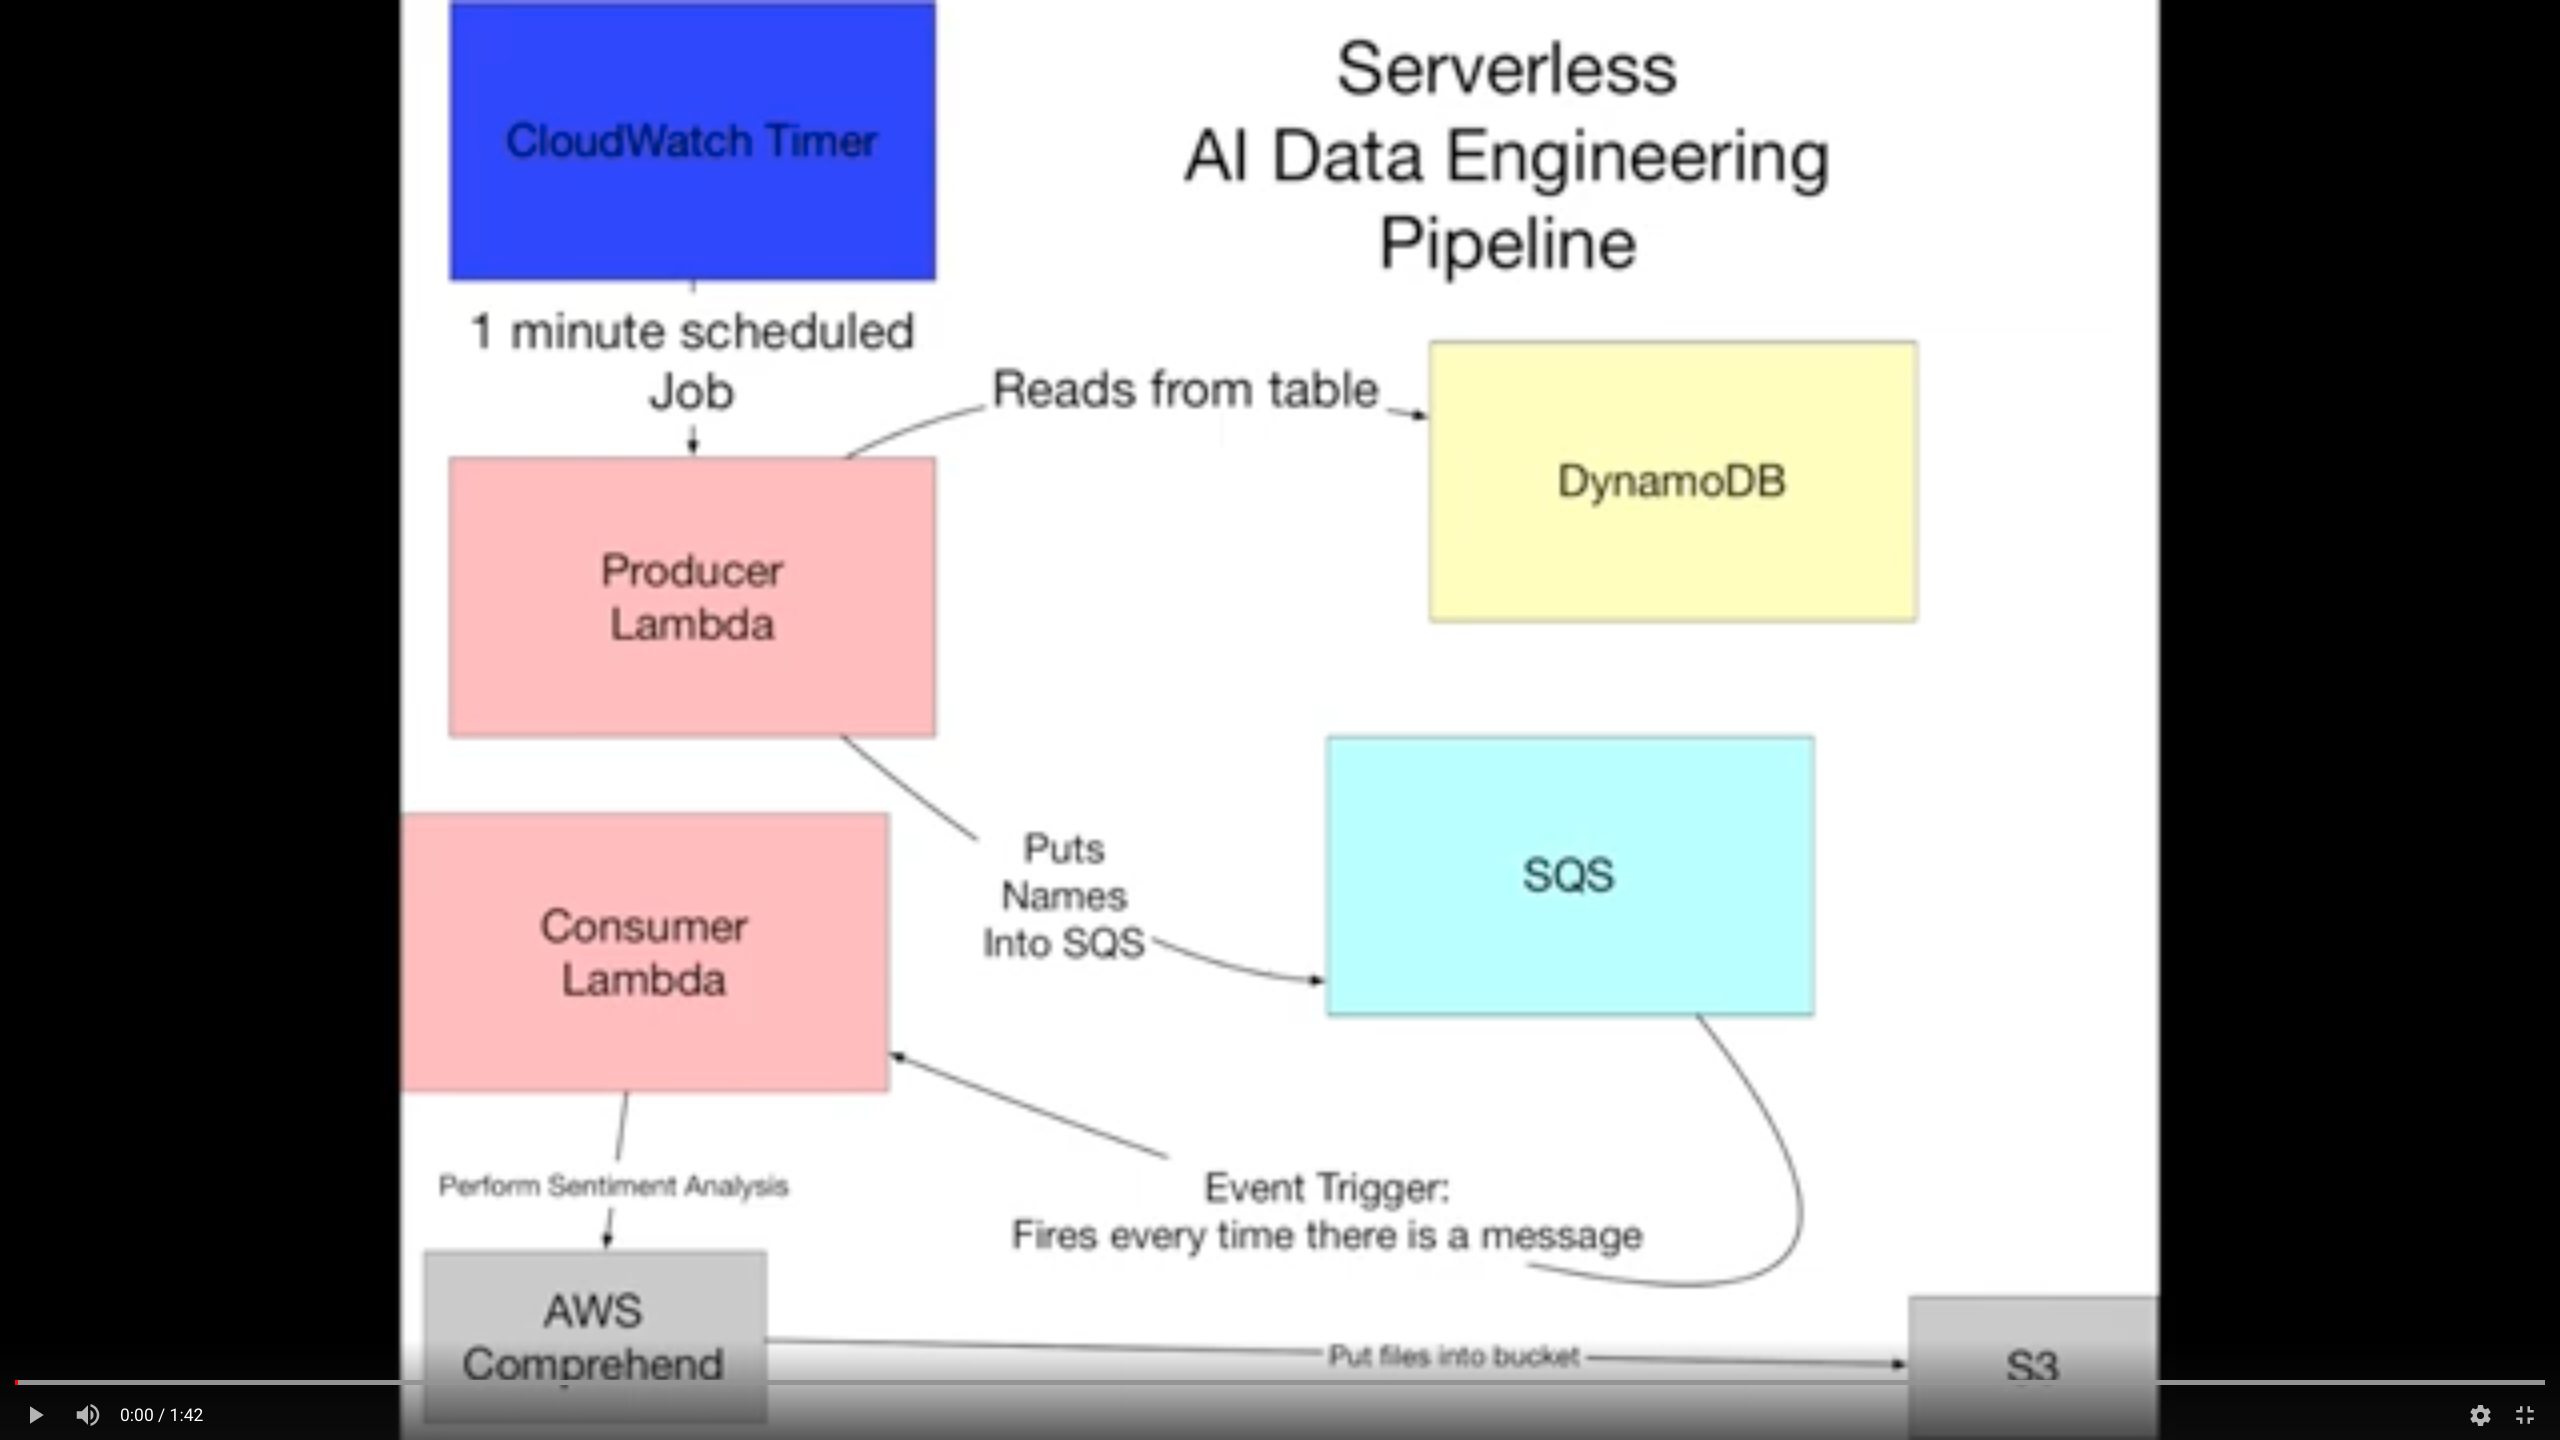 Serverless
AI Data Engineering
Pipeline
CloudWatch Timer
1 minute scheduled
Job
Reads from table
DynamoDB
Producer
Lambda
Puts
Names
Into SQS
SQS
Consumer
Lambda
Event Trigger:
Fires every time there is a message
Perform Sentiment Analysis
AWS
Comprehend
Put files into bucket
S3
0:00 / 1:42